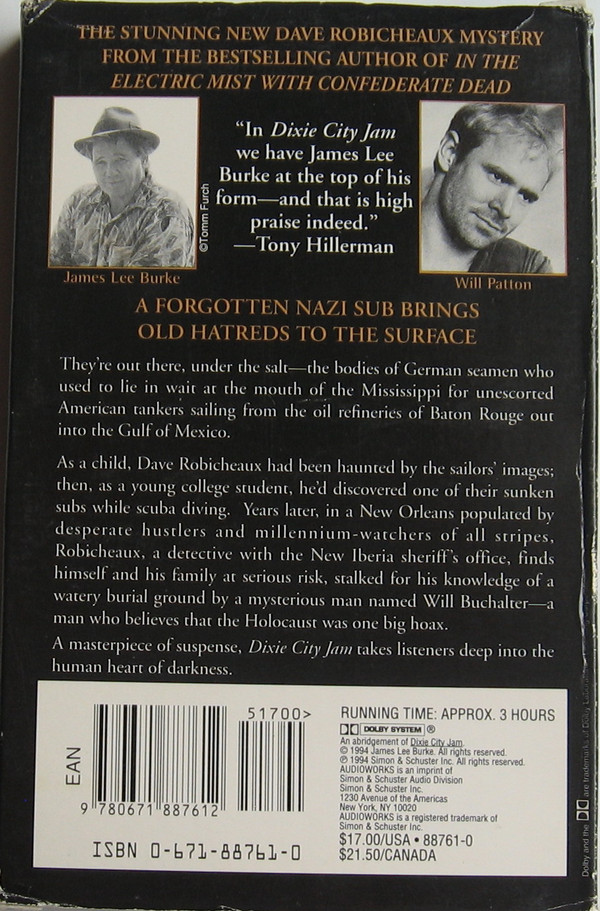 THE STUNNING NEW DAVE ROBICHEAUX MYSTERY
FROM THE BESTSELLING AUTHOR OF IN THE
ELECTRIC MIST WITH CONFEDERATE DEAD
"In Dixie City Jam
we have James Lee
Burke at the top of his
form—and that is high
praise indeed."
—Tony Hillerman
©Tomm Furch
James Lee Burke
Will Patton
A FORGOTTEN NAZI SUB BRINGS
OLD HATREDS TO THE SURFACE
They're out there, under the salt—the bodies of German seamen who
used to lie in wait at the mouth of the Mississippi for unescorted
American tankers sailing from the oil refineries of Baton Rouge out
into the Gulf of Mexico.
As a child, Dave Robicheaux had been haunted by the sailors' images;
then, as a young college student, he'd discovered one of their sunken
subs while scuba diving. Years later, in a New Orleans populated by
desperate hustlers and millennium-watchers of all stripes,
Robicheaux, a detective with the New Iberia sheriff's office, finds
himself and his family at serious risk, stalked for his knowledge of a
watery burial ground by a mysterious man named Will Buchalter—a
man who believes that the Holocaust was one big hoax.
A masterpiece of suspense, Dixie City Jam takes listeners deep into the
human heart of darkness.
EAN
51700>
9 780671 887612
ISBN 0-671-88761-0
RUNNING TIME: APPROX. 3 HOURS
DOLBY SYSTEM ®
An abridgement of Dixie City Jam.
© 1994 James Lee Burke. All rights reserved.
℗ 1994 Simon & Schuster Inc. All rights reserved.
AUDIOWORKS is an imprint of
Simon & Schuster Audio Division
Simon & Schuster Inc.
1230 Avenue of the Americas
New York, NY 10020
AUDIOWORKS is a registered trademark of
Simon & Schuster Inc.
$17.00/USA • 88761-0
$21.50/CANADA
Dolby and the are trademarks of Dolby